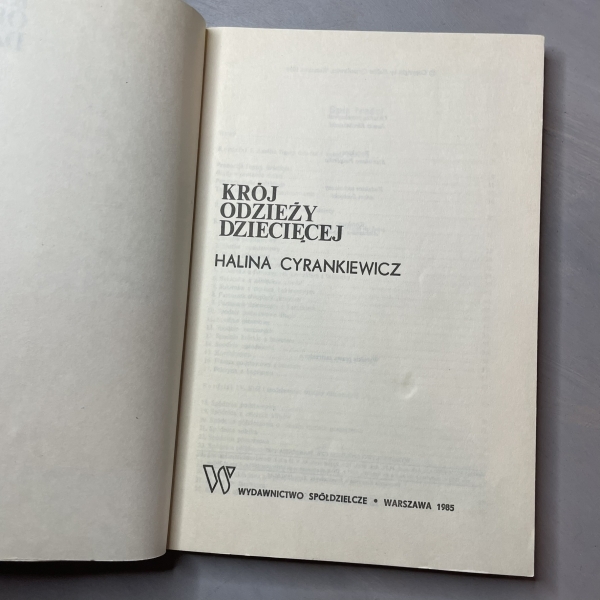 KRÓJ
ODZIEŻY
DZIECIĘCEJ
HALINA CYRANKIEWICZ
WYDAWNICTWO SPÓŁDZIELCZE • WARSZAWA 1985